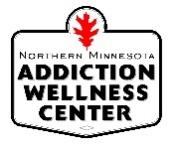 NORTHERN MINNESOTA
ADDICTION
WELLNESS
CENTER